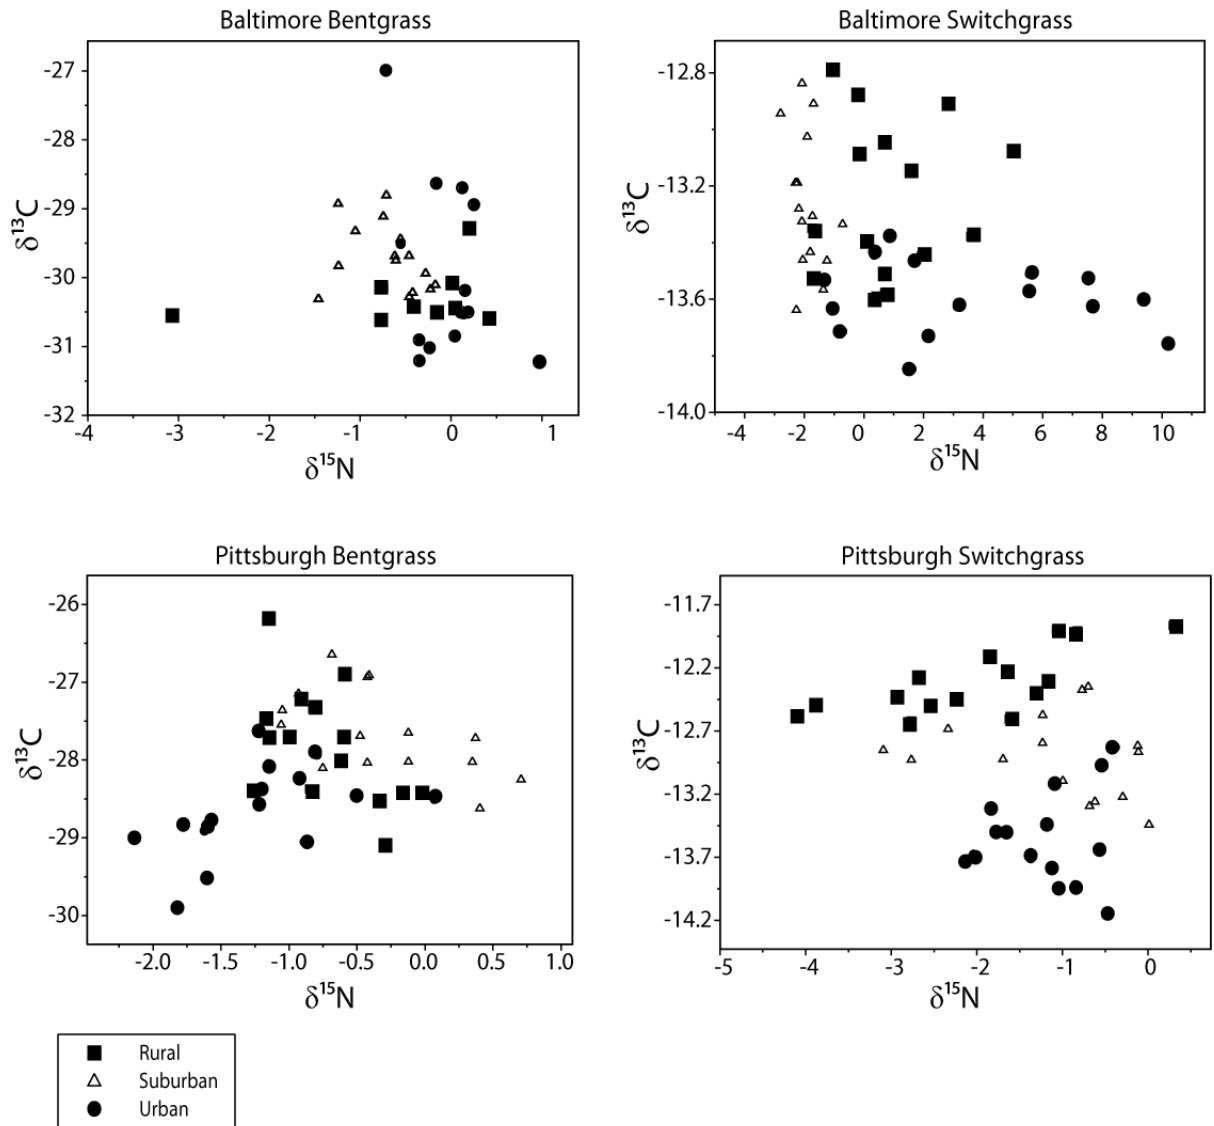 Baltimore Bentgrass
-27
-28
-29
-30
-31
-32
δ¹³C
-4 -3 -2 -1 0 1
δ¹⁵N
Baltimore Switchgrass
-12.8
-13.2
-13.6
-14.0
δ¹³C
-4 -2 0 2 4 6 8 10
δ¹⁵N
Pittsburgh Bentgrass
-26
-27
-28
-29
-30
δ¹³C
-2.0 -1.5 -1.0 -0.5 0.0 0.5 1.0
δ¹⁵N
Pittsburgh Switchgrass
-11.7
-12.2
-12.7
-13.2
-13.7
-14.2
δ¹³C
-5 -4 -3 -2 -1 0
δ¹⁵N
Rural
Suburban
Urban